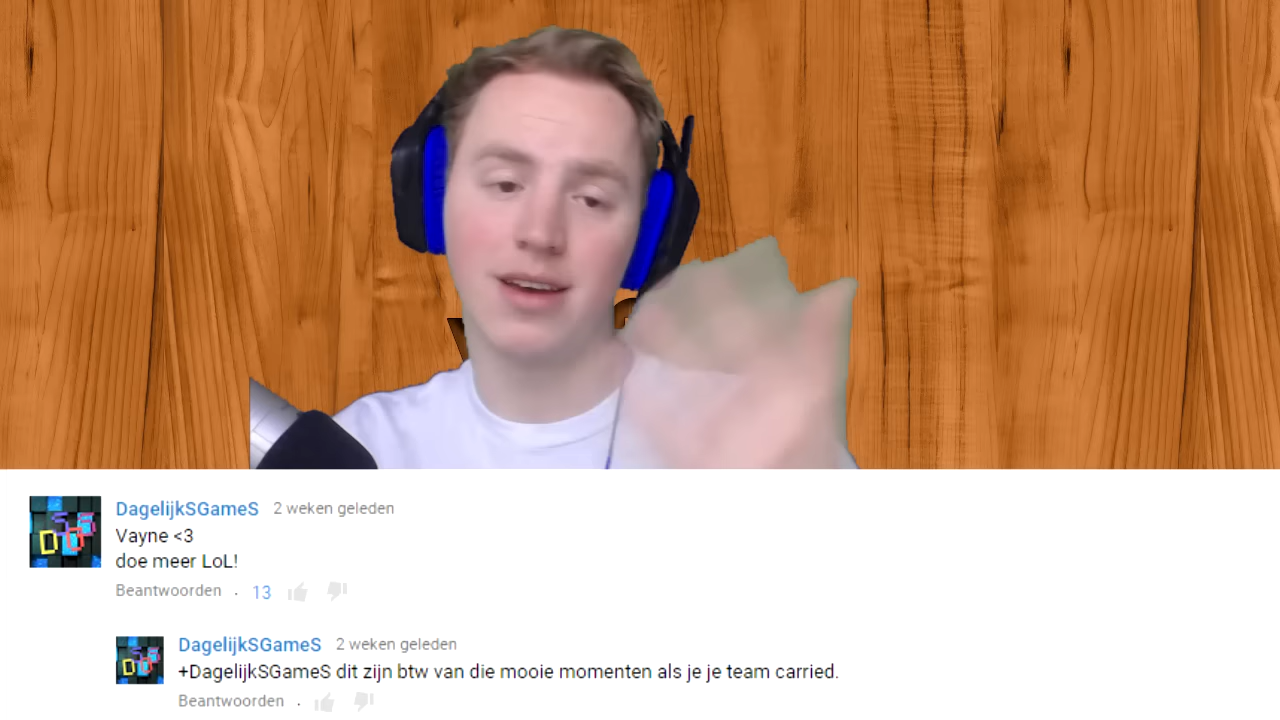 DagelijkSGameS 2 weken geleden
Vayne <3
doe meer LoL!
Beantwoorden · 13
DagelijkSGameS 2 weken geleden
+DagelijkSGameS dit zijn btw van die mooie momenten als je je team carried.
Beantwoorden ·